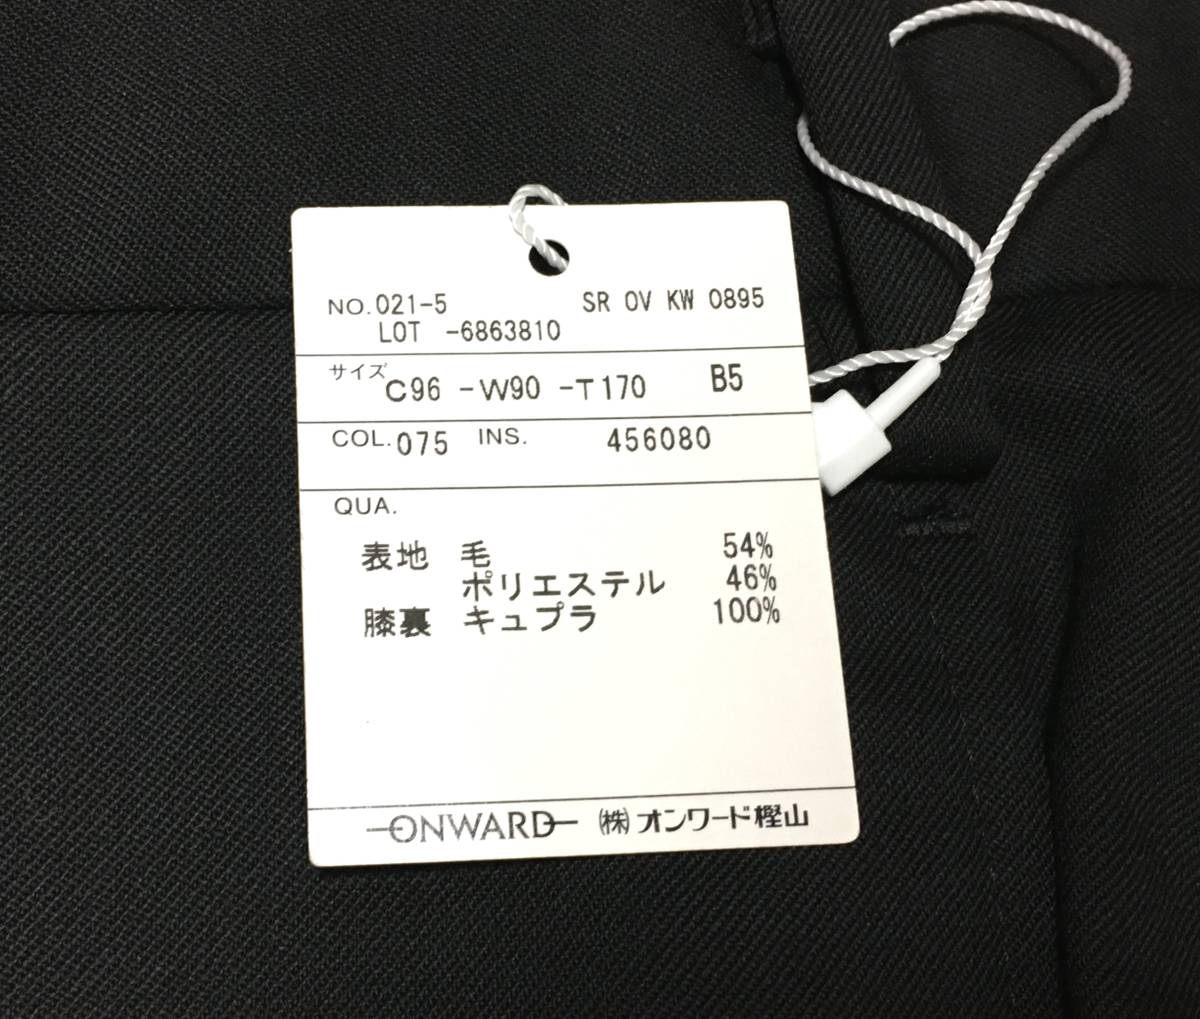 NO.021-5 SR OV KW 0895
LOT -6863810
サイズ C96 -W90 -T170 B5
COL.075 INS. 456080
QUA.
表地 毛 54%
ポリエステル 46%
膝裏 キュプラ 100%
ONWARD ㈱オンワード樫山